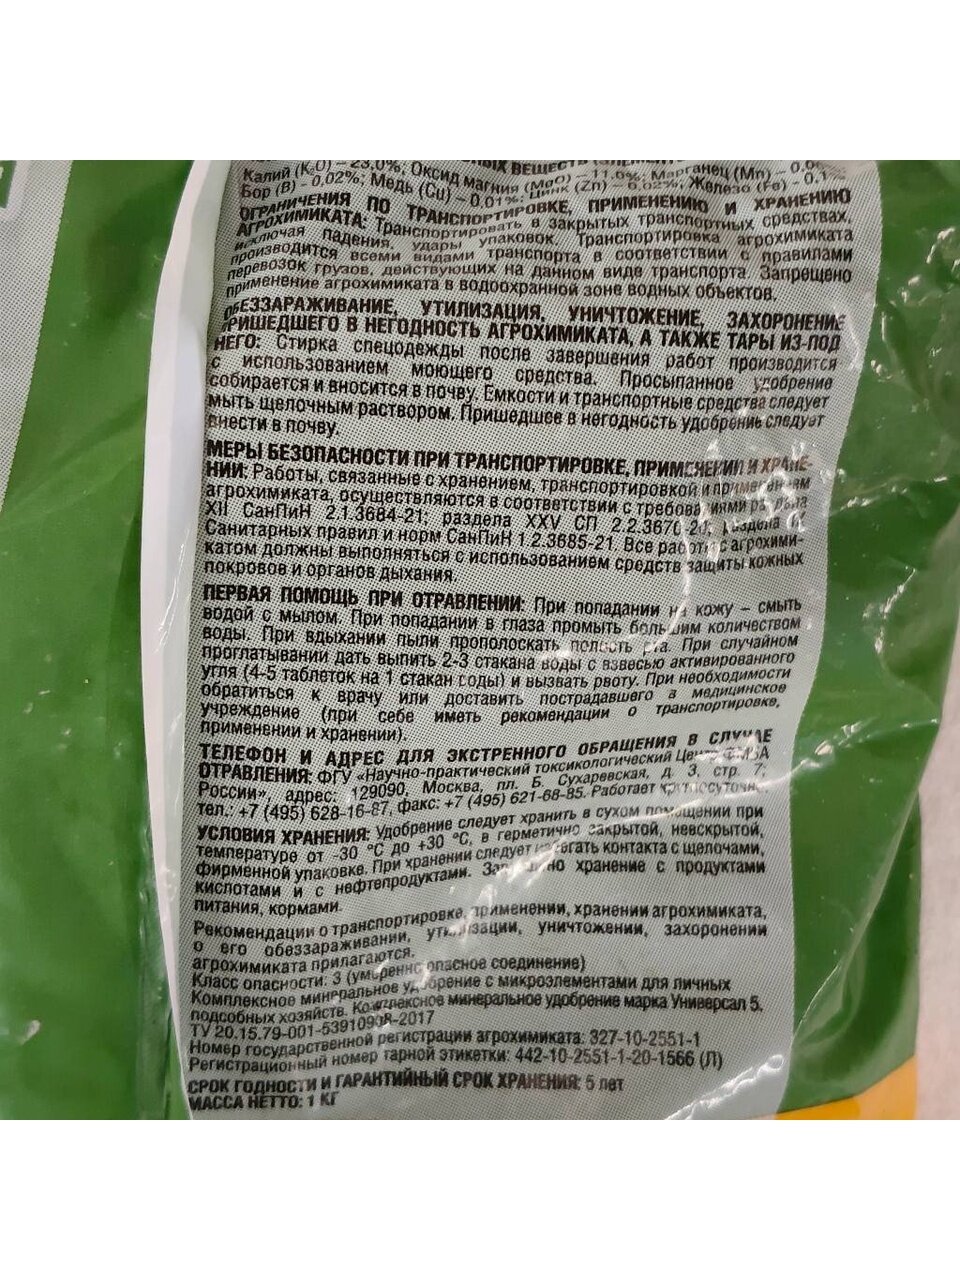 Калий (K₂O) – 23,0%; Оксид магния (MgO) – 11,0%; Марганец (Mn) –
Бор (B) - 0,02%; Медь (Cu) – 0,01%; Цинк (Zn) – 0,02%; Железо (Fe) - 0,1
ОГРАНИЧЕНИЯ ПО ТРАНСПОРТИРОВКЕ, ПРИМЕНЕНИЮ И ХРАНЕНИЮ
АГРОХИМИКАТА: Транспортировать в закрытых транспортных средствах,
исключая падения, удары упаковок. Транспортировка агрохимиката
производится всеми видами транспорта в соответствии с правилами
перевозок грузов, действующих на данном виде транспорта. Запрещено
применение агрохимиката в водоохранной зоне водных объектов.
ОБЕЗЗАРАЖИВАНИЕ, УТИЛИЗАЦИЯ, УНИЧТОЖЕНИЕ, ЗАХОРОНЕНИЕ
ПРИШЕДШЕГО В НЕГОДНОСТЬ АГРОХИМИКАТА, А ТАКЖЕ ТАРЫ ИЗ-ПОД
НЕГО: Стирка спецодежды после завершения работ производится
с использованием моющего средства. Просыпанное удобрение
собирается и вносится в почву. Емкости и транспортные средства следует
мыть щелочным раствором. Пришедшее в негодность удобрение следует
внести в почву.
МЕРЫ БЕЗОПАСНОСТИ ПРИ ТРАНСПОРТИРОВКЕ, ПРИМЕНЕНИИ И ХРАНЕ-
НИИ: Работы, связанные с хранением, транспортировкой и применением
агрохимиката, осуществляются в соответствии с требованиями раздела
XII СанПиН 2.1.3684-21; раздела XXV СП 2.2.3670-20; раздела
Санитарных правил и норм СанПиН 1.2.3685-21. Все работы с агрохими-
катом должны выполняться с использованием средств защиты кожных
покровов и органов дыхания.
ПЕРВАЯ ПОМОЩЬ ПРИ ОТРАВЛЕНИИ: При попадании на кожу – смыть
водой с мылом. При попадании в глаза промыть большим количеством
воды. При вдыхании пыли прополоскать полость рта. При случайном
проглатывании дать выпить 2-3 стакана воды с взвесью активированного
угля (4-5 таблеток на 1 стакан воды) и вызвать рвоту. При необходимости
обратиться к врачу или доставить пострадавшего в медицинское
учреждение (при себе иметь рекомендации о транспортировке,
применении и хранении).
ТЕЛЕФОН И АДРЕС ДЛЯ ЭКСТРЕННОГО ОБРАЩЕНИЯ В СЛУЧАЕ
ОТРАВЛЕНИЯ: ФГУ «Научно-практический токсикологический Центр ФМБА
России», адрес: 129090, Москва, пл. Б. Сухаревская, д. 3, стр. 7;
тел.: +7 (495) 628-16-87, факс: +7 (495) 621-68-85. Работает круглосуточно.
УСЛОВИЯ ХРАНЕНИЯ: Удобрение следует хранить в сухом помещении при
температуре от -30 °С до +30 °С, в герметично закрытой, невскрытой,
фирменной упаковке. При хранении следует избегать контакта с щелочами,
кислотами и с нефтепродуктами. Запрещено хранение с продуктами
питания, кормами.
Рекомендации о транспортировке, применении, хранении агрохимиката,
о его обеззараживании, утилизации, уничтожении, захоронении
агрохимиката прилагаются.
Класс опасности: 3 (умеренно опасное соединение)
Комплексное минеральное удобрение с микроэлементами для личных
подсобных хозяйств. Комплексное минеральное удобрение марка Универсал 5.
ТУ 20.15.79-001-53910908-2017
Номер государственной регистрации агрохимиката: 327-10-2551-1
Регистрационный номер тарной этикетки: 442-10-2551-1-20-1566 (Л)
СРОК ГОДНОСТИ И ГАРАНТИЙНЫЙ СРОК ХРАНЕНИЯ: 5 лет
МАССА НЕТТО: 1 КГ